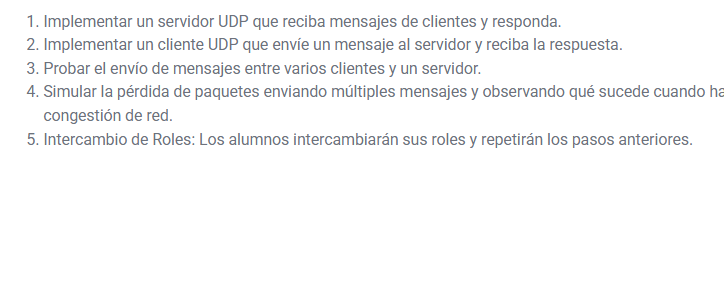 1. Implementar un servidor UDP que reciba mensajes de clientes y responda.
2. Implementar un cliente UDP que envíe un mensaje al servidor y reciba la respuesta.
3. Probar el envío de mensajes entre varios clientes y un servidor.
4. Simular la pérdida de paquetes enviando múltiples mensajes y observando qué sucede cuando
congestión de red.
5. Intercambio de Roles: Los alumnos intercambiarán sus roles y repetirán los pasos anteriores.